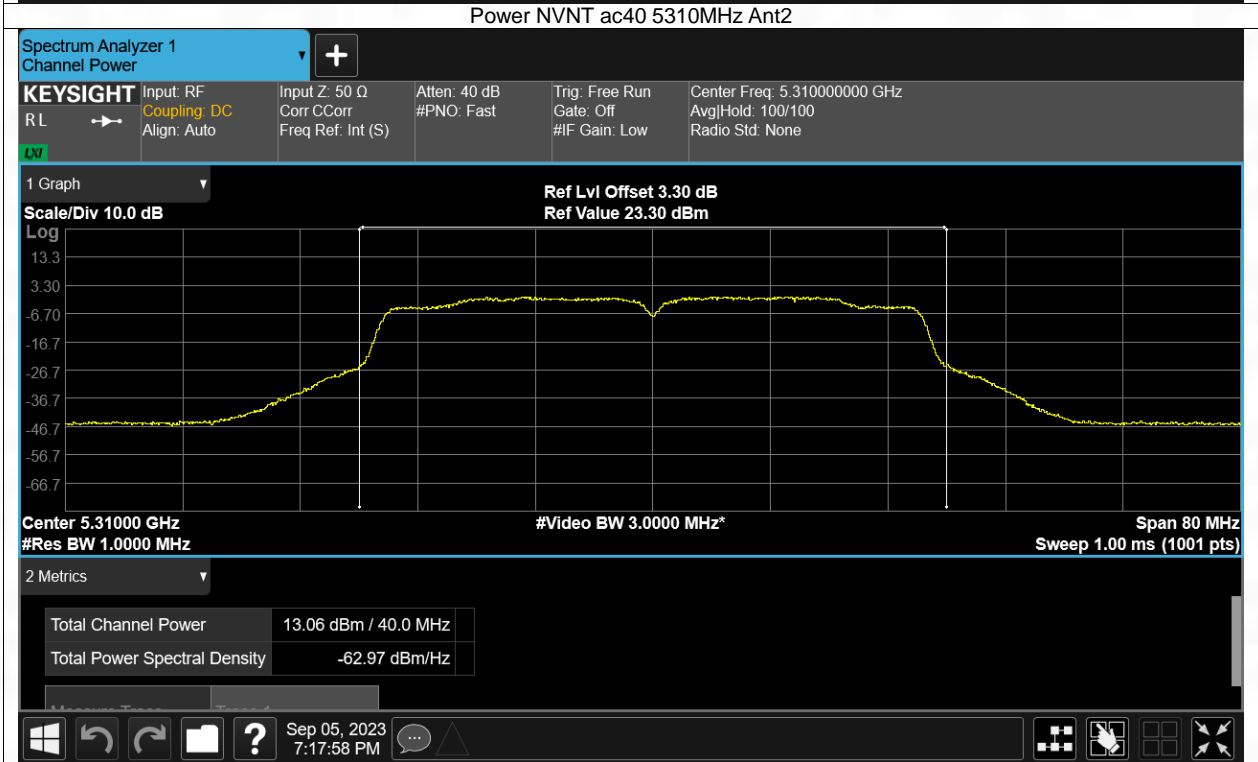 Power NVNT ac40 5310MHz Ant2
Spectrum Analyzer 1
Channel Power
KEYSIGHT
RL
LXI
Input: RF
Coupling: DC
Align: Auto
Input Z: 50 Ω
Corr CCorr
Freq Ref: Int (S)
Atten: 40 dB
#PNO: Fast
Trig: Free Run
Gate: Off
#IF Gain: Low
Center Freq: 5.310000000 GHz
Avg|Hold: 100/100
Radio Std: None
1 Graph
Scale/Div 10.0 dB
Ref Lvl Offset 3.30 dB
Ref Value 23.30 dBm
Log
13.3
3.30
-6.70
-16.7
-26.7
-36.7
-46.7
-56.7
-66.7
Center 5.31000 GHz
#Video BW 3.0000 MHz*
Span 80 MHz
#Res BW 1.0000 MHz
Sweep 1.00 ms (1001 pts)
2 Metrics
Total Channel Power 13.06 dBm / 40.0 MHz
Total Power Spectral Density -62.97 dBm/Hz
Sep 05, 2023
7:17:58 PM